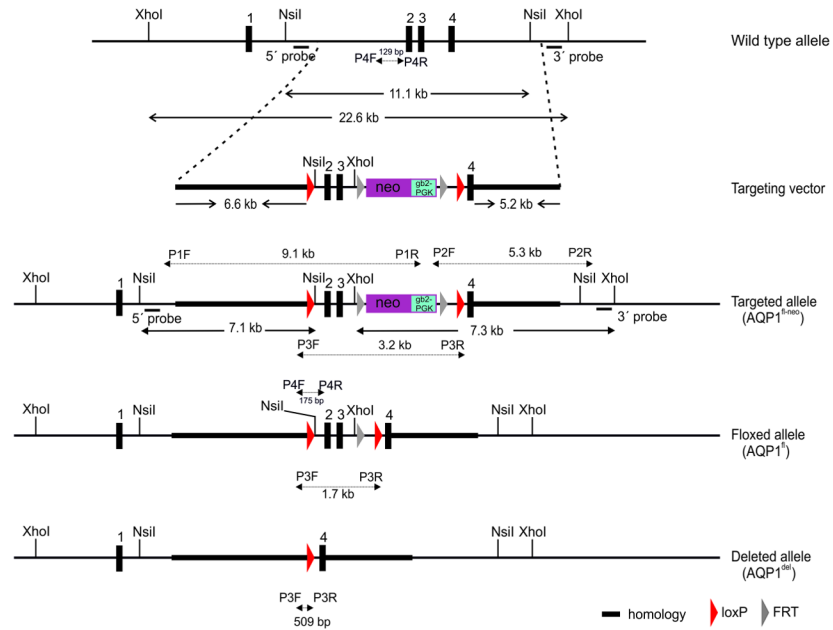 XhoI 1 NsiI 2 3 4 NsiI XhoI
Wild type allele
5´ probe P4F 129 bp P4R 3´ probe
11.1 kb
22.6 kb
NsiI 2 3 XhoI 4
neo gb2-PGK
Targeting vector
6.6 kb 5.2 kb
P1F 9.1 kb P1R P2F 5.3 kb P2R
XhoI 1 NsiI NsiI 2 3 XhoI 4 NsiI XhoI
neo gb2-PGK
Targeted allele
(AQP1fl-neo)
5´ probe 3´ probe
7.1 kb 7.3 kb
P3F 3.2 kb P3R
P4F P4R
175 bp
XhoI 1 NsiI NsiI 2 3 XhoI 4 NsiI XhoI
Floxed allele
(AQP1fl)
P3F P3R
1.7 kb
XhoI 1 NsiI 4 NsiI XhoI
Deleted allele
(AQP1del)
P3F P3R
509 bp
homology loxP FRT